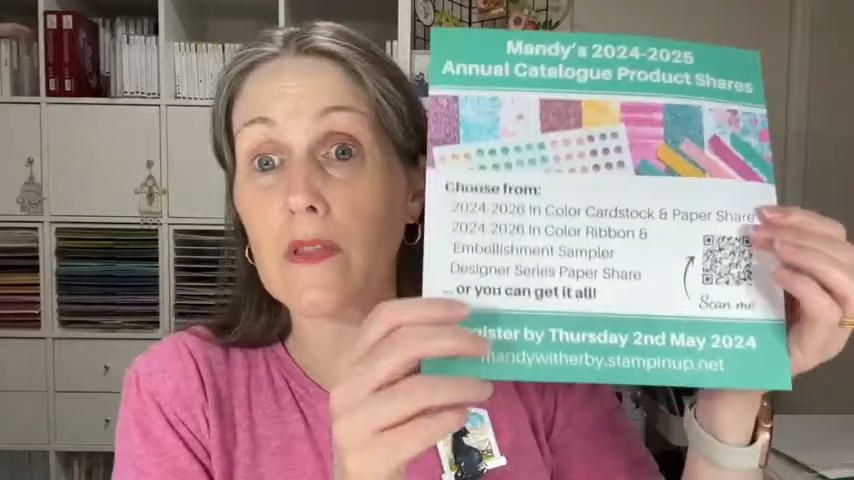 Mandy's 2024-2025
Annual Catalogue Product Shares
Choose from:
2024-2026 In Color Cardstock & Paper Share
2024-2026 In Color Ribbon &
Embellishment Sampler
Designer Series Paper Share
... or you can get it all!
Scan me
Register by Thursday 2nd May 2024
mandywitherby.stampinup.net